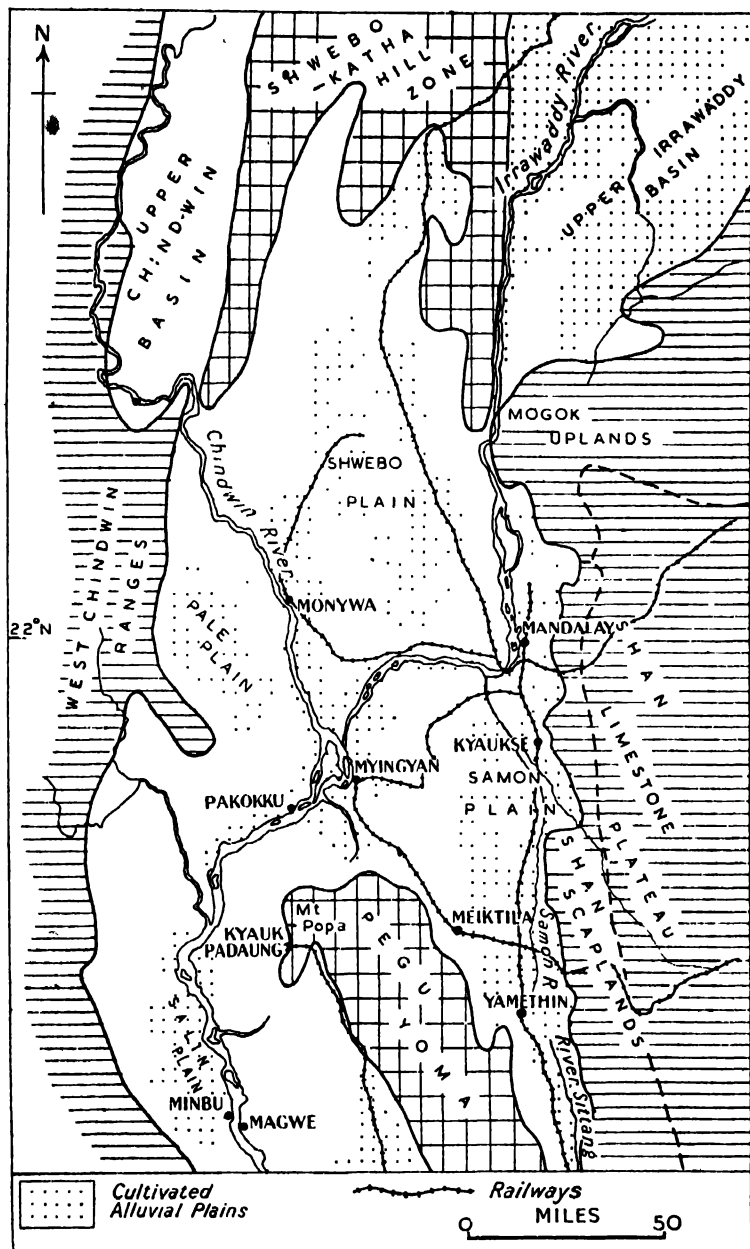 N
SHWEBO
-KATHA
HILL
ZONE
Irrawaddy River
UPPER IRRAWADDY
BASIN
UPPER
CHINDWIN
BASIN
MOGOK
UPLANDS
Chindwin River
SHWEBO
PLAIN
WEST CHINDWIN
RANGES
MONYWA
22°N
PALE
PLAIN
MANDALAY
SHAN
LIMESTONE
PLATEAU
KYAUKSE
MYINGYAN
SAMON
PLAIN
PAKOKKU
SHAN
SCAPLANDS
Mt
Popa
KYAUK
PADAUNG
PEGU YOMA
MEIKTILA
Samon R.
YAMETHIN
SALIN
PLAIN
River Sittang
MINBU
MAGWE
Cultivated
Alluvial Plains
Railways
MILES
0 50